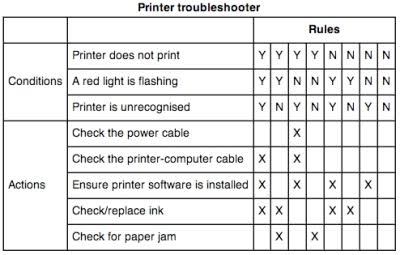 Printer troubleshooter
Rules
Conditions
Printer does not print Y Y Y Y N N N N
A red light is flashing Y Y N N Y Y N N
Printer is unrecognised Y N Y N Y N Y N
Actions
Check the power cable X
Check the printer-computer cable X X
Ensure printer software is installed X X X X
Check/replace ink X X X X
Check for paper jam X X